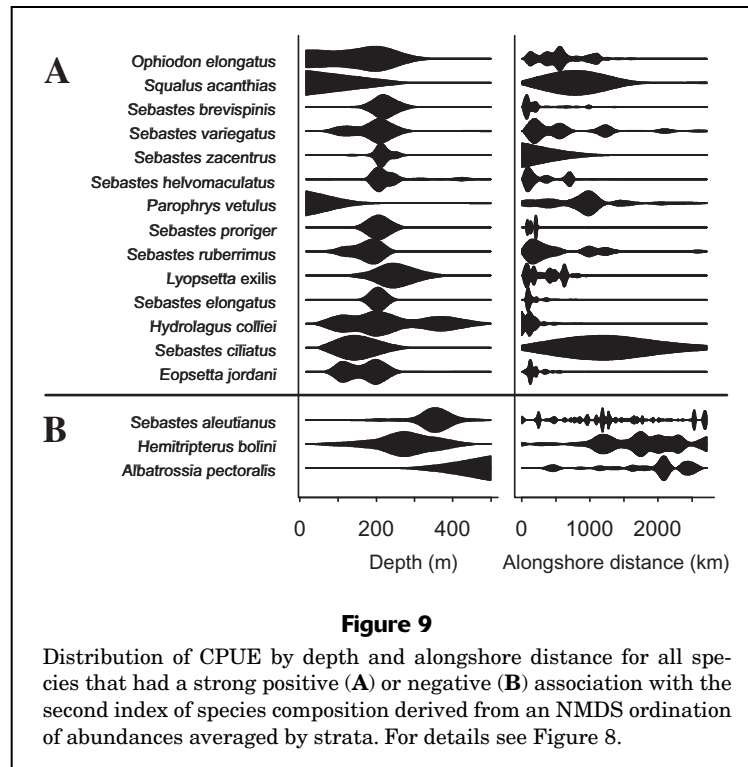 A
Ophiodon elongatus
Squalus acanthias
Sebastes brevispinis
Sebastes variegatus
Sebastes zacentrus
Sebastes helvomaculatus
Parophrys vetulus
Sebastes proriger
Sebastes ruberrimus
Lyopsetta exilis
Sebastes elongatus
Hydrolagus colliei
Sebastes ciliatus
Eopsetta jordani
B
Sebastes aleutianus
Hemitripterus bolini
Albatrossia pectoralis
0 200 400 0 1000 2000
Depth (m) Alongshore distance (km)
Figure 9
Distribution of CPUE by depth and alongshore distance for all spe-
cies that had a strong positive (A) or negative (B) association with the
second index of species composition derived from an NMDS ordination
of abundances averaged by strata. For details see Figure 8.